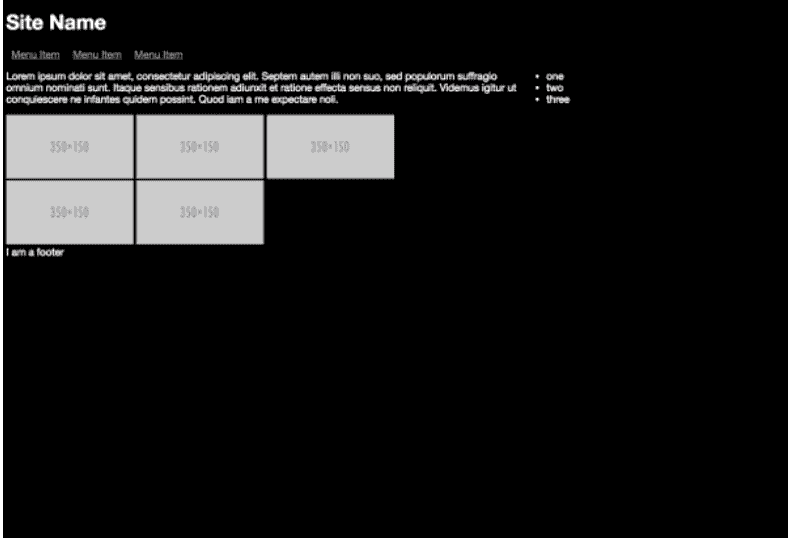 Site Name
Menu Item Menu Item Menu Item
Lorem ipsum dolor sit amet, consectetur adipiscing elit. Septem autem illi non suo, sed populorum suffragio
omnium nominati sunt. Itaque sensibus rationem adiunxit et ratione effecta sensus non reliquit. Videmus igitur ut
conquiescere ne infantes quidem possint. Quod iam a me expectare noli.
• one
• two
• three
350×150 350×150 350×150
350×150 350×150
I am a footer